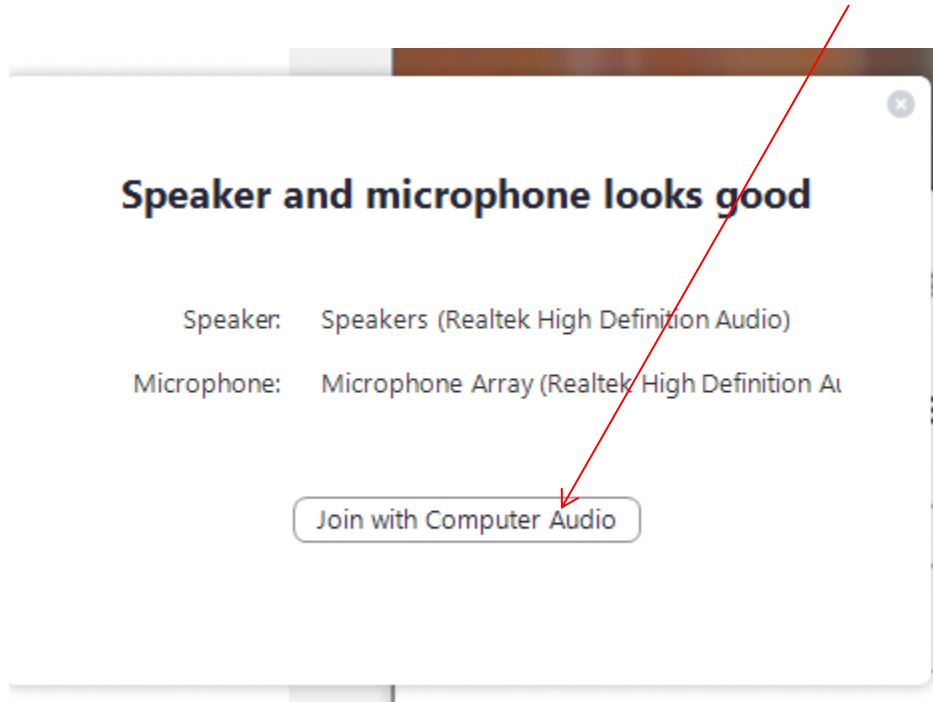 Speaker and microphone looks good
Speaker: Speakers (Realtek High Definition Audio)
Microphone: Microphone Array (Realtek High Definition Au
Join with Computer Audio